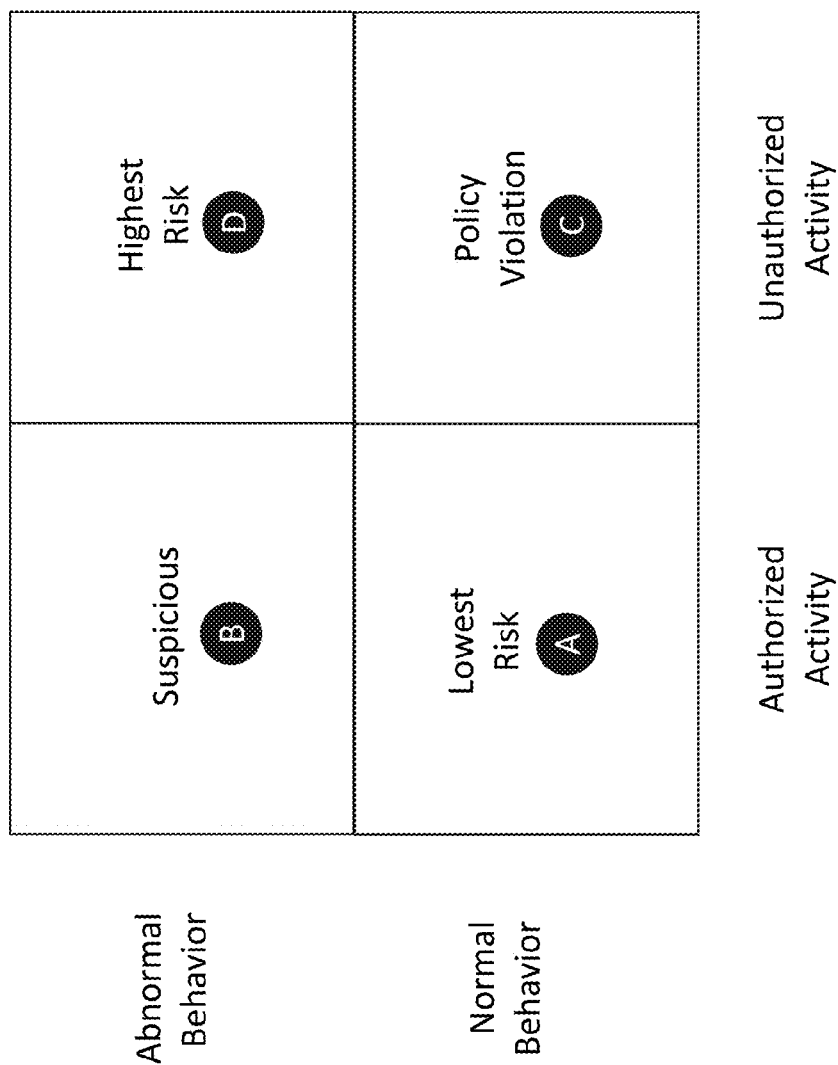 Abnormal
Behavior
Suspicious
B
Highest
Risk
D
Normal
Behavior
Lowest
Risk
A
Policy
Violation
C
Authorized
Activity
Unauthorized
Activity